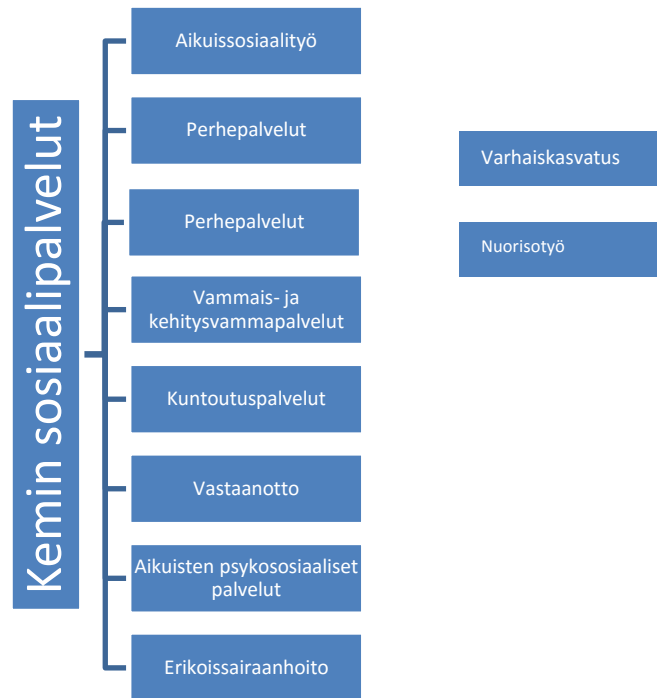 Kemin sosiaalipalvelut
Aikuissosiaalityö
Perhepalvelut
Perhepalvelut
Vammais- ja
kehitysvammapalvelut
Kuntoutuspalvelut
Vastaanotto
Aikuisten psykososiaaliset
palvelut
Erikoissairaanhoito
Varhaiskasvatus
Nuorisotyö